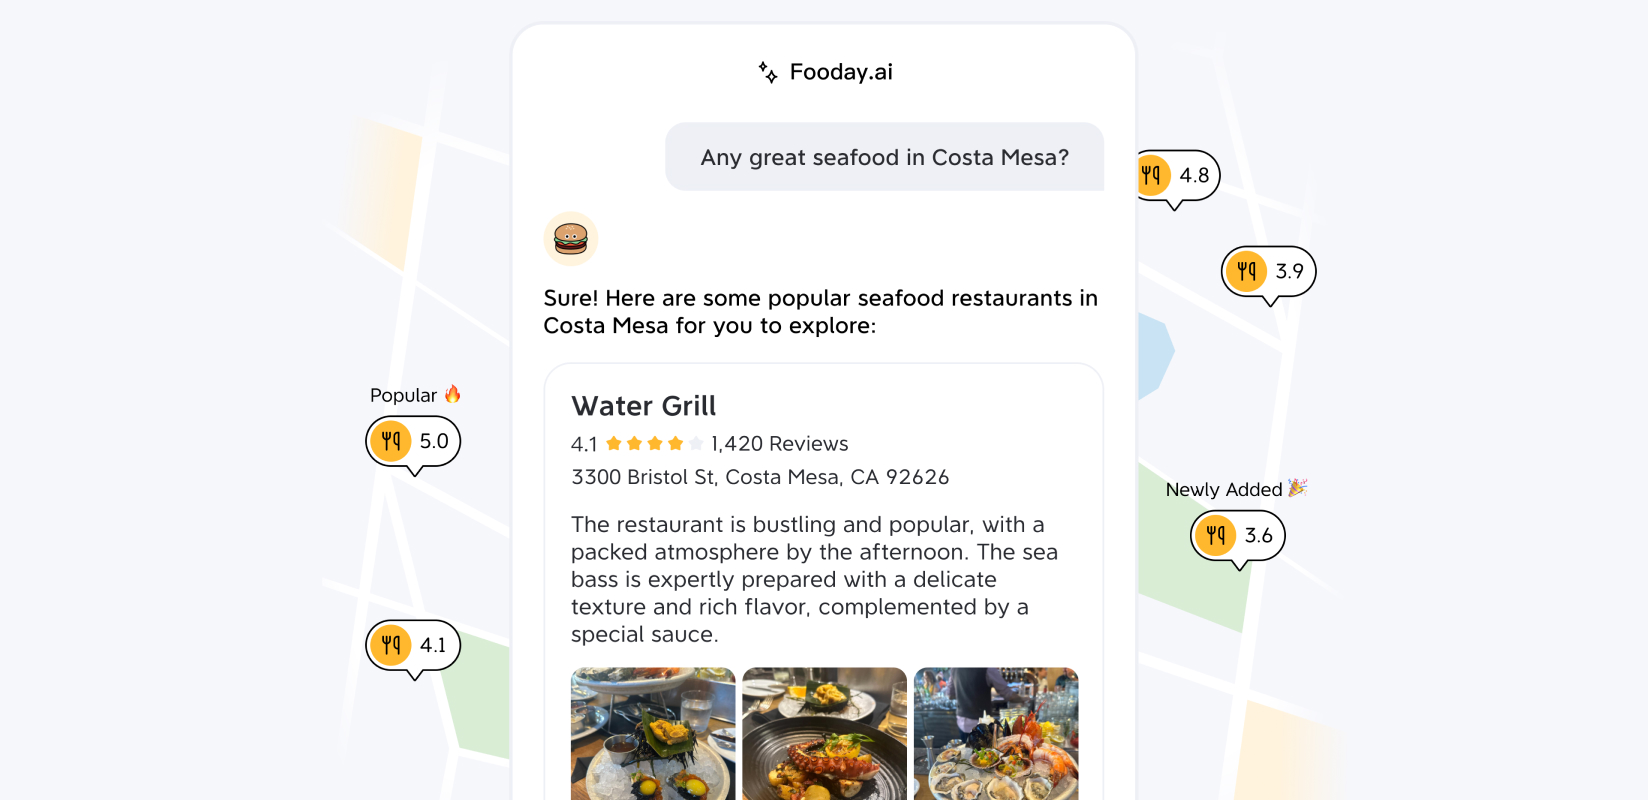 Fooday.ai
Any great seafood in Costa Mesa?
Sure! Here are some popular seafood restaurants in
Costa Mesa for you to explore:
Water Grill
4.1 1,420 Reviews
3300 Bristol St, Costa Mesa, CA 92626
The restaurant is bustling and popular, with a
packed atmosphere by the afternoon. The sea
bass is expertly prepared with a delicate
texture and rich flavor, complemented by a
special sauce.
Popular 🔥
5.0
4.1
4.8
3.9
Newly Added 🎉
3.6